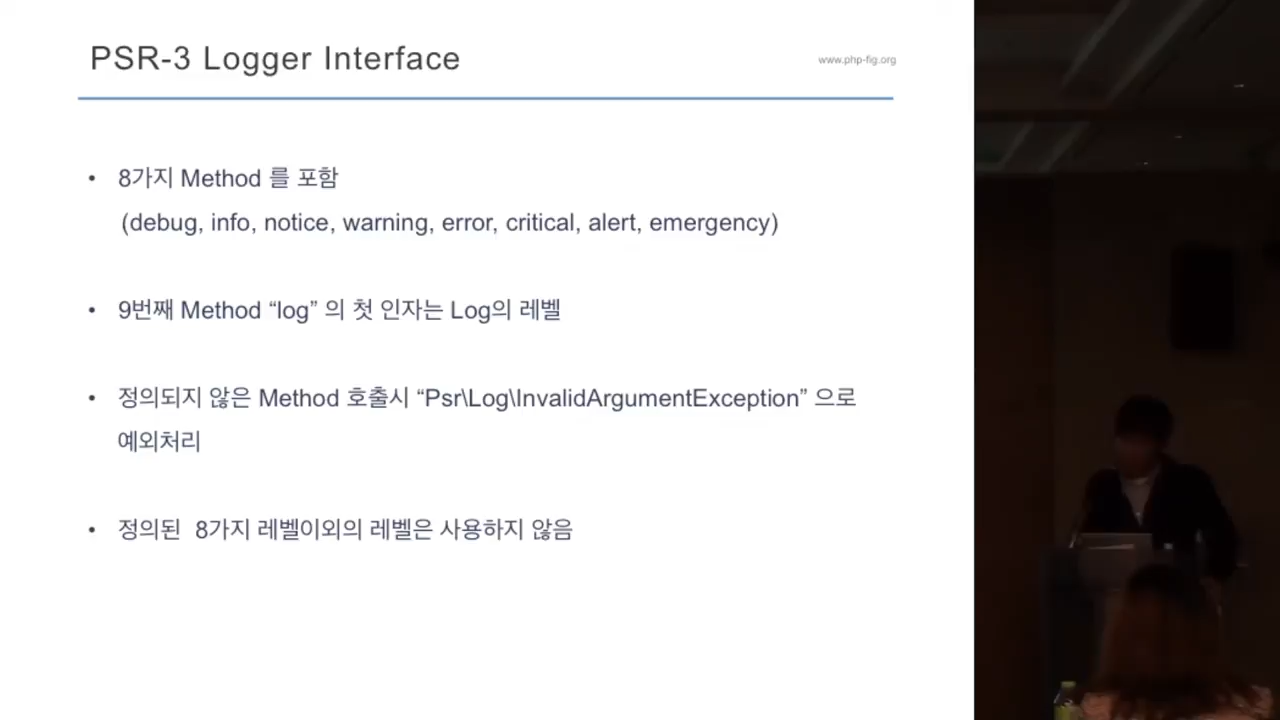 PSR-3 Logger Interface
www.php-fig.org
• 8가지 Method 를 포함
(debug, info, notice, warning, error, critical, alert, emergency)
• 9번째 Method “log” 의 첫 인자는 Log의 레벨
• 정의되지 않은 Method 호출시 “Psr\Log\InvalidArgumentException” 으로
예외처리
• 정의된 8가지 레벨이외의 레벨은 사용하지 않음